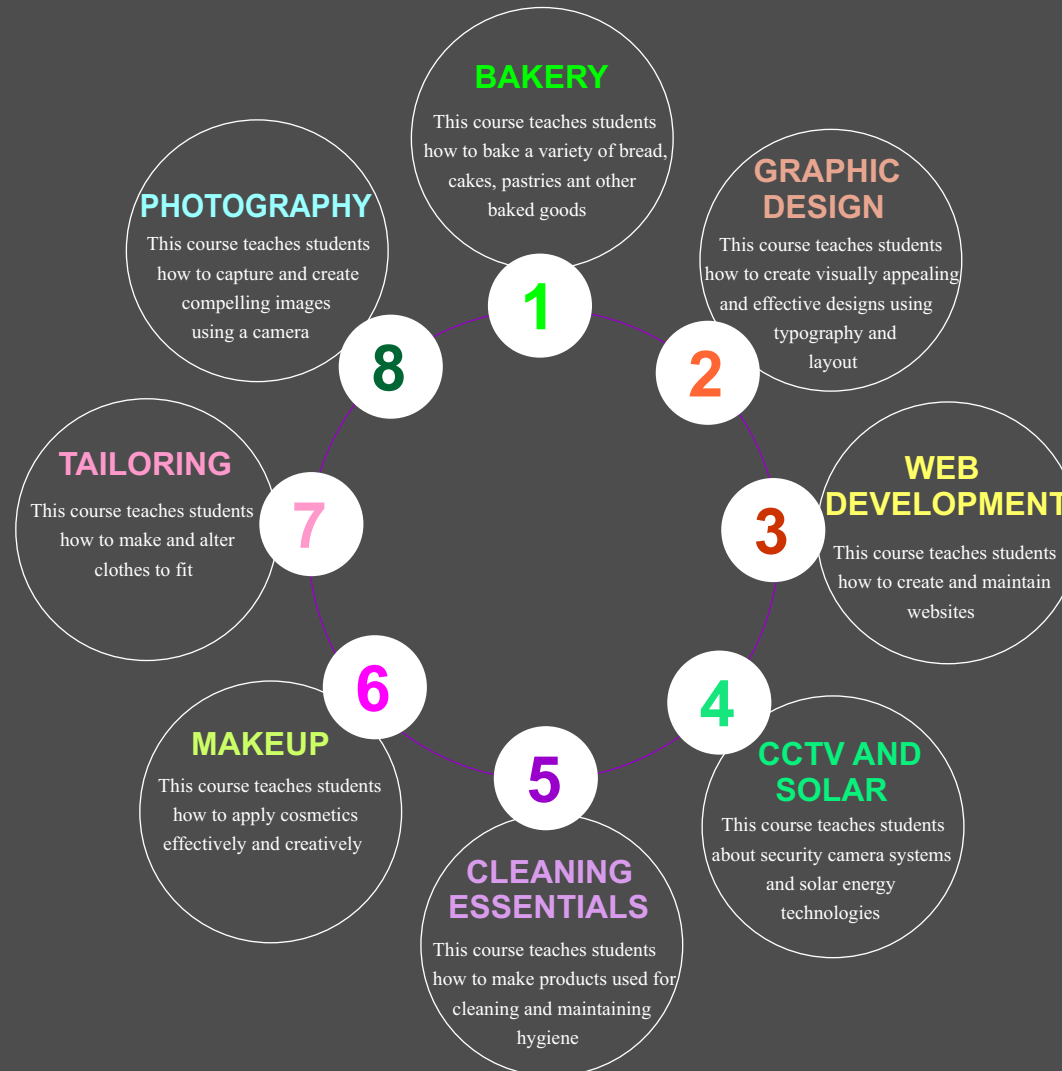 BAKERY
This course teaches students
how to bake a variety of bread,
cakes, pastries ant other
baked goods
1
GRAPHIC
DESIGN
This course teaches students
how to create visually appealing
and effective designs using
typography and
layout
2
WEB
DEVELOPMENT
This course teaches students
how to create and maintain
websites
3
CCTV AND
SOLAR
This course teaches students
about security camera systems
and solar energy
technologies
4
CLEANING
ESSENTIALS
This course teaches students
how to make products used for
cleaning and maintaining
hygiene
5
MAKEUP
This course teaches students
how to apply cosmetics
effectively and creatively
6
TAILORING
This course teaches students
how to make and alter
clothes to fit
7
PHOTOGRAPHY
This course teaches students
how to capture and create
compelling images
using a camera
8